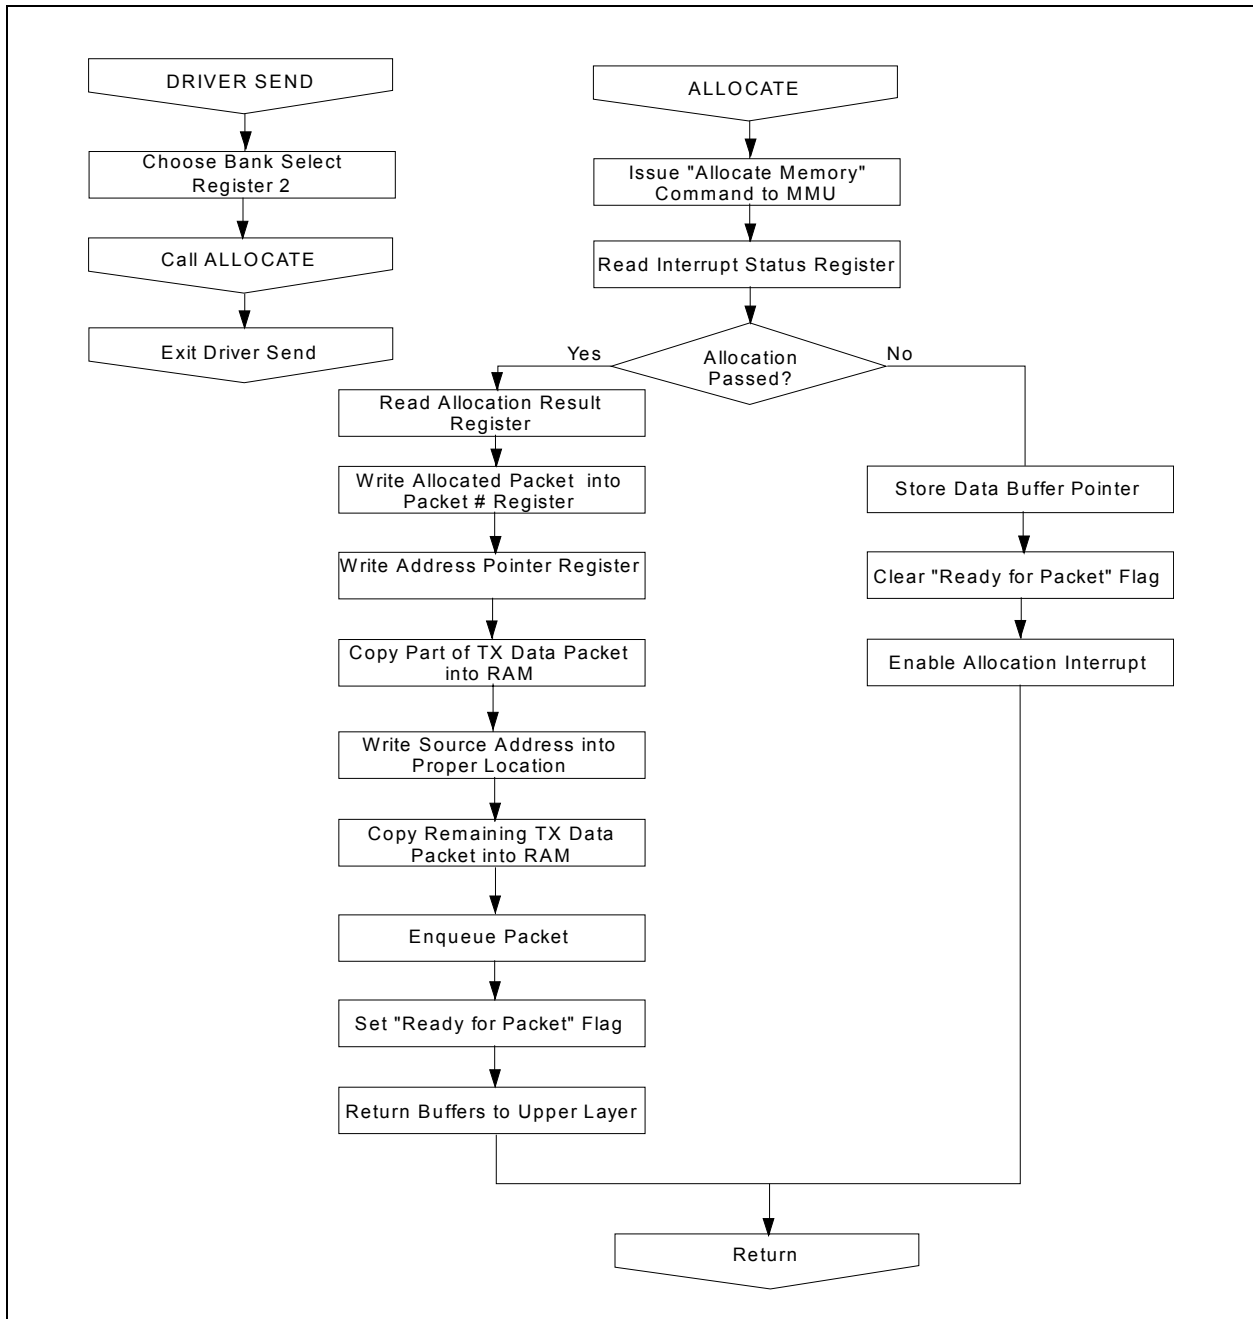 DRIVER SEND
Choose Bank Select
Register 2
Call ALLOCATE
Exit Driver Send
ALLOCATE
Issue "Allocate Memory"
Command to MMU
Read Interrupt Status Register
Allocation
Passed?
Yes
No
Read Allocation Result
Register
Write Allocated Packet into
Packet # Register
Write Address Pointer Register
Copy Part of TX Data Packet
into RAM
Write Source Address into
Proper Location
Copy Remaining TX Data
Packet into RAM
Enqueue Packet
Set "Ready for Packet" Flag
Return Buffers to Upper Layer
Store Data Buffer Pointer
Clear "Ready for Packet" Flag
Enable Allocation Interrupt
Return